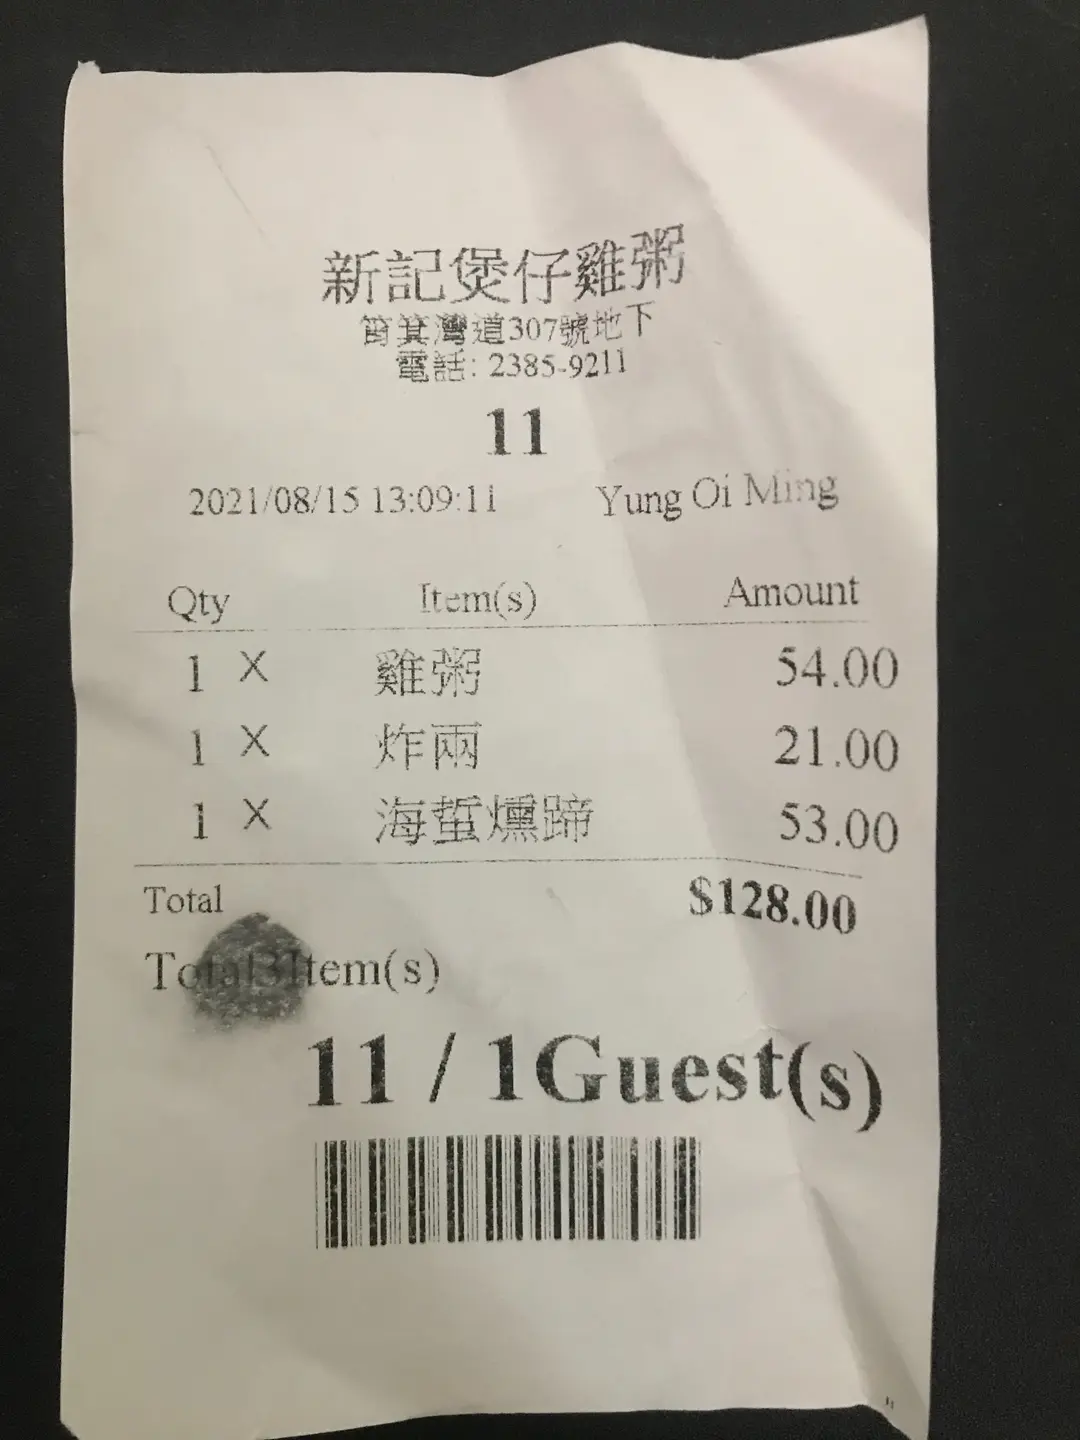 新記煲仔雞粥
筲箕灣道307號地下
電話: 2385-9211
11
2021/08/15 13:09:11 Yung Oi Ming
Qty Item(s) Amount
1 X 雞粥 54.00
1 X 炸兩 21.00
1 X 海蜇燻蹄 53.00
Total $128.00
Total3Item(s)
11 / 1Guest(s)